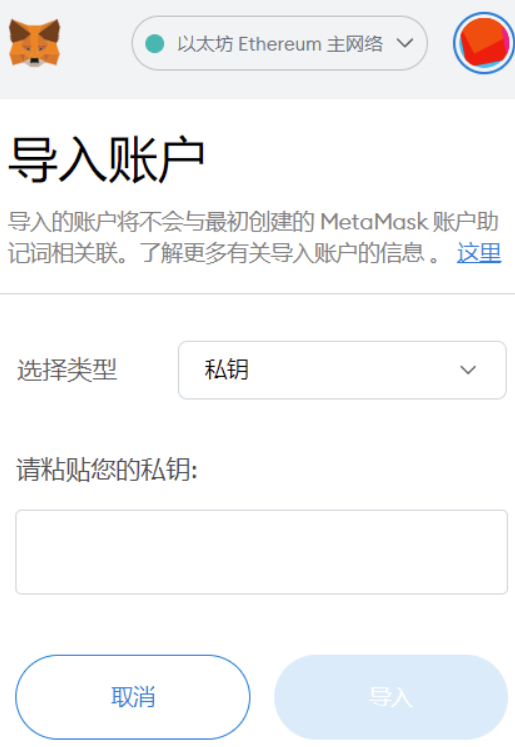 以太坊 Ethereum 主网络
导入账户
导入的账户将不会与最初创建的 MetaMask 账户助
记词相关联。了解更多有关导入账户的信息 。 这里
选择类型 私钥
请粘贴您的私钥:
取消 导入